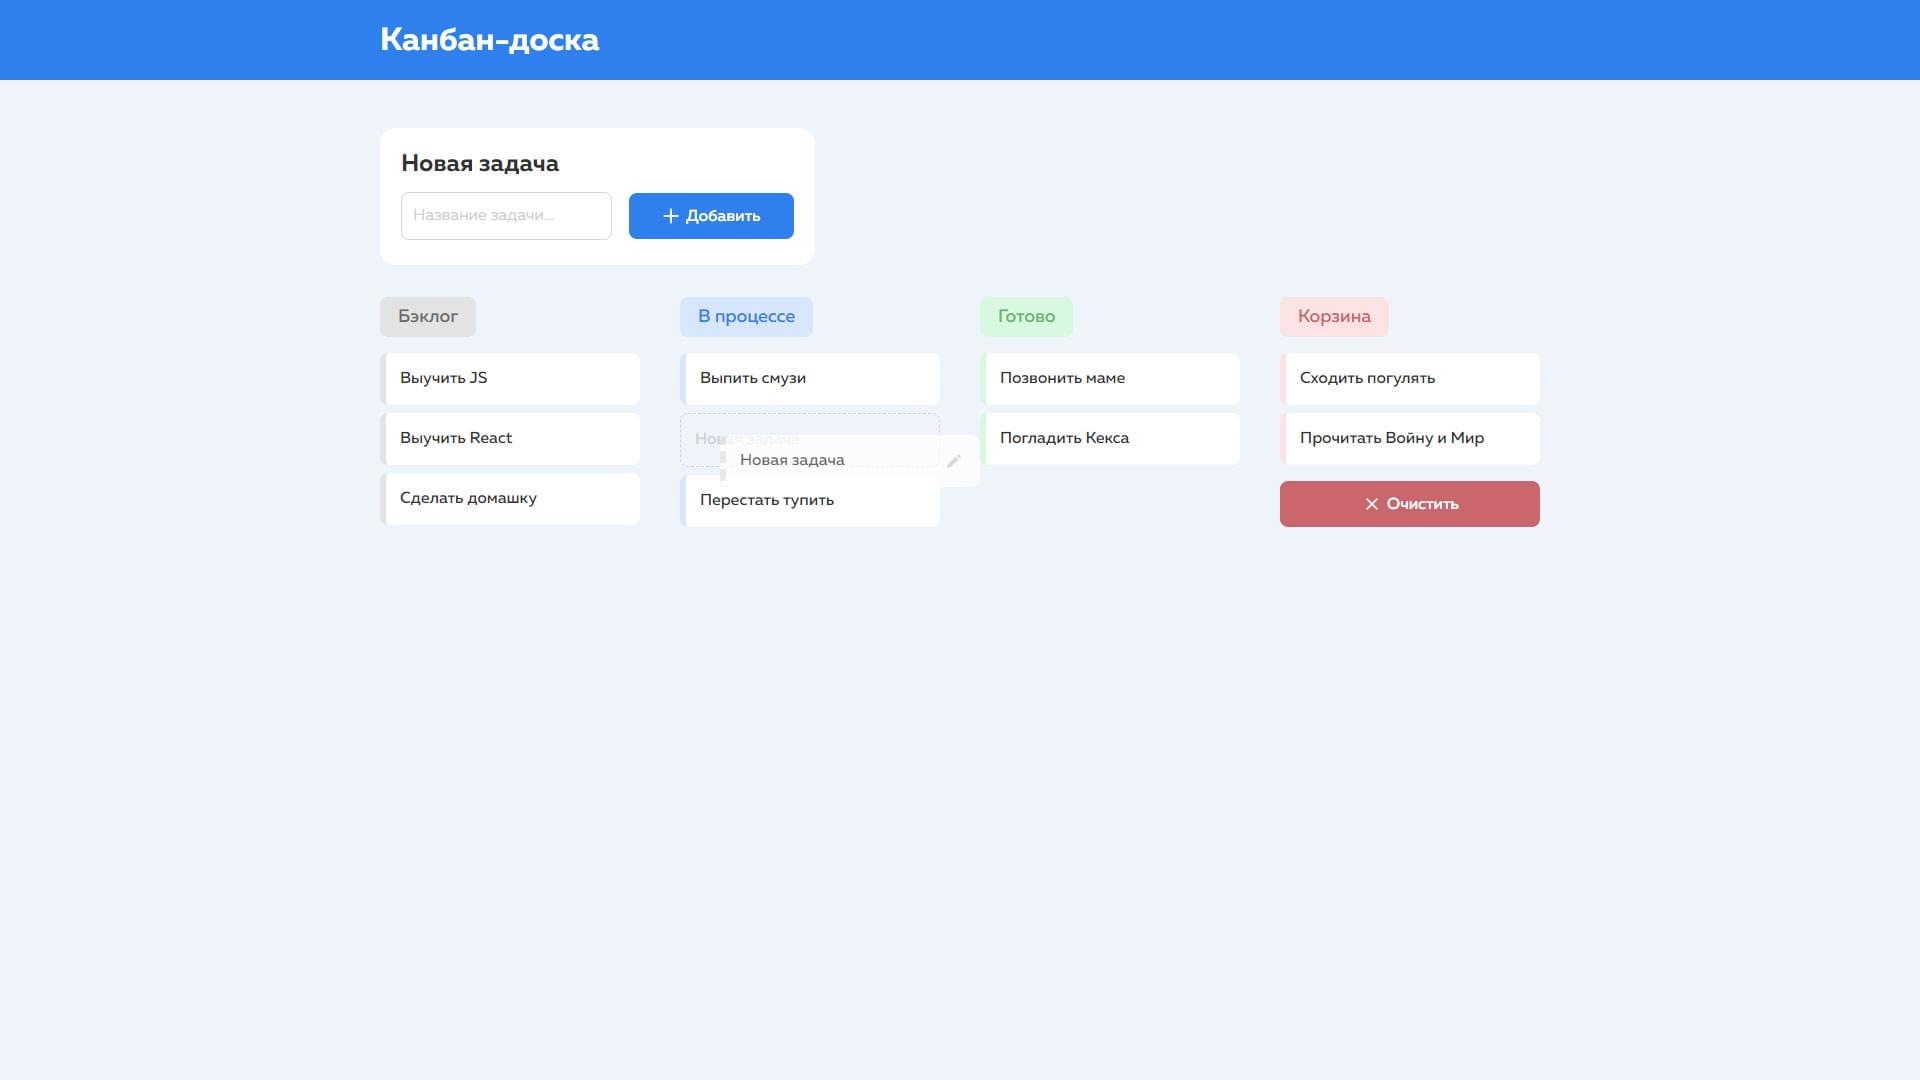 Канбан-доска
Новая задача
Название задачи...
Добавить
Бэклог
Выучить JS
Выучить React
Сделать домашку
В процессе
Выпить смузи
Новая задача
Новая задача
Перестать тупить
Готово
Позвонить маме
Погладить Кекса
Корзина
Сходить погулять
Прочитать Войну и Мир
Очистить